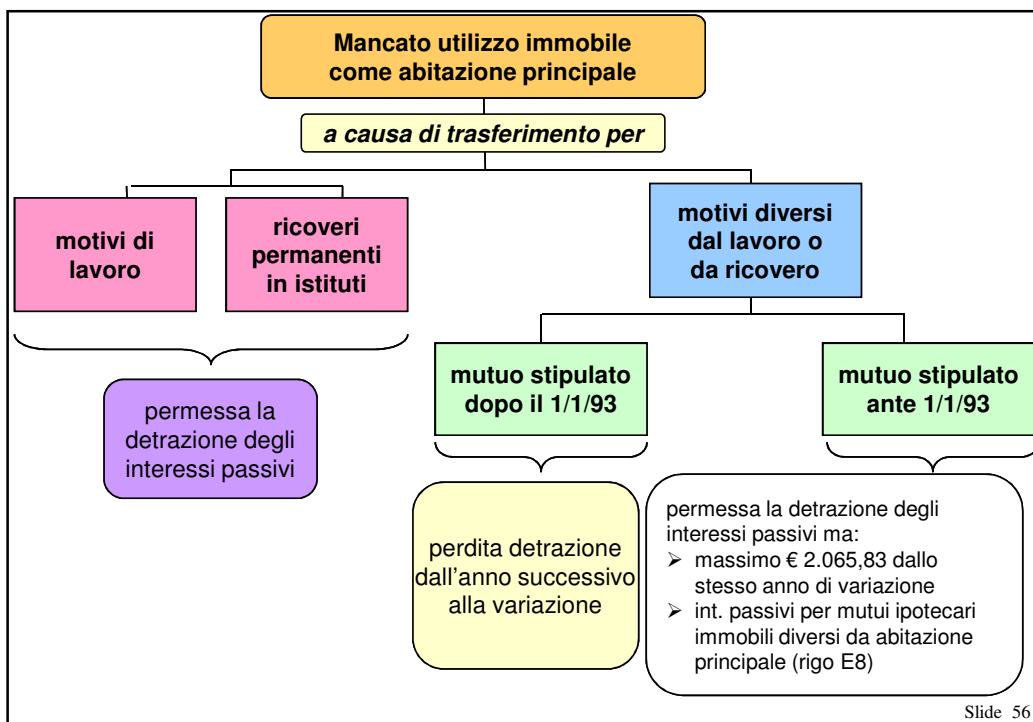 Mancato utilizzo immobile
come abitazione principale
a causa di trasferimento per
motivi di
lavoro
ricoveri
permanenti
in istituti
motivi diversi
dal lavoro o
da ricovero
mutuo stipulato
dopo il 1/1/93
mutuo stipulato
ante 1/1/93
permessa la
detrazione degli
interessi passivi
perdita detrazione
dall'anno successivo
alla variazione
permessa la detrazione degli
interessi passivi ma:
➢ massimo € 2.065,83 dallo
stesso anno di variazione
➢ int. passivi per mutui ipotecari
immobili diversi da abitazione
principale (rigo E8)
Slide 56